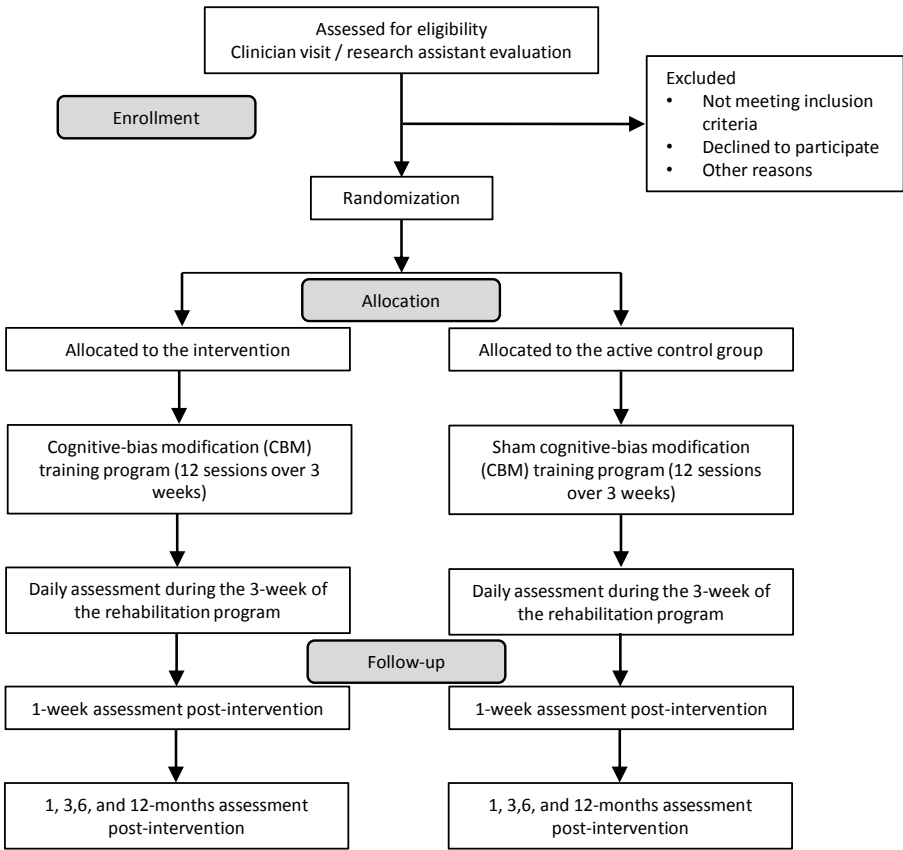 Assessed for eligibility
Clinician visit / research assistant evaluation
Excluded
• Not meeting inclusion
criteria
• Declined to participate
• Other reasons
Enrollment
Randomization
Allocation
Allocated to the intervention
Allocated to the active control group
Cognitive-bias modification (CBM)
training program (12 sessions over 3
weeks)
Sham cognitive-bias modification
(CBM) training program (12 sessions
over 3 weeks)
Daily assessment during the 3-week of
the rehabilitation program
Daily assessment during the 3-week of
the rehabilitation program
Follow-up
1-week assessment post-intervention
1-week assessment post-intervention
1, 3,6, and 12-months assessment
post-intervention
1, 3,6, and 12-months assessment
post-intervention